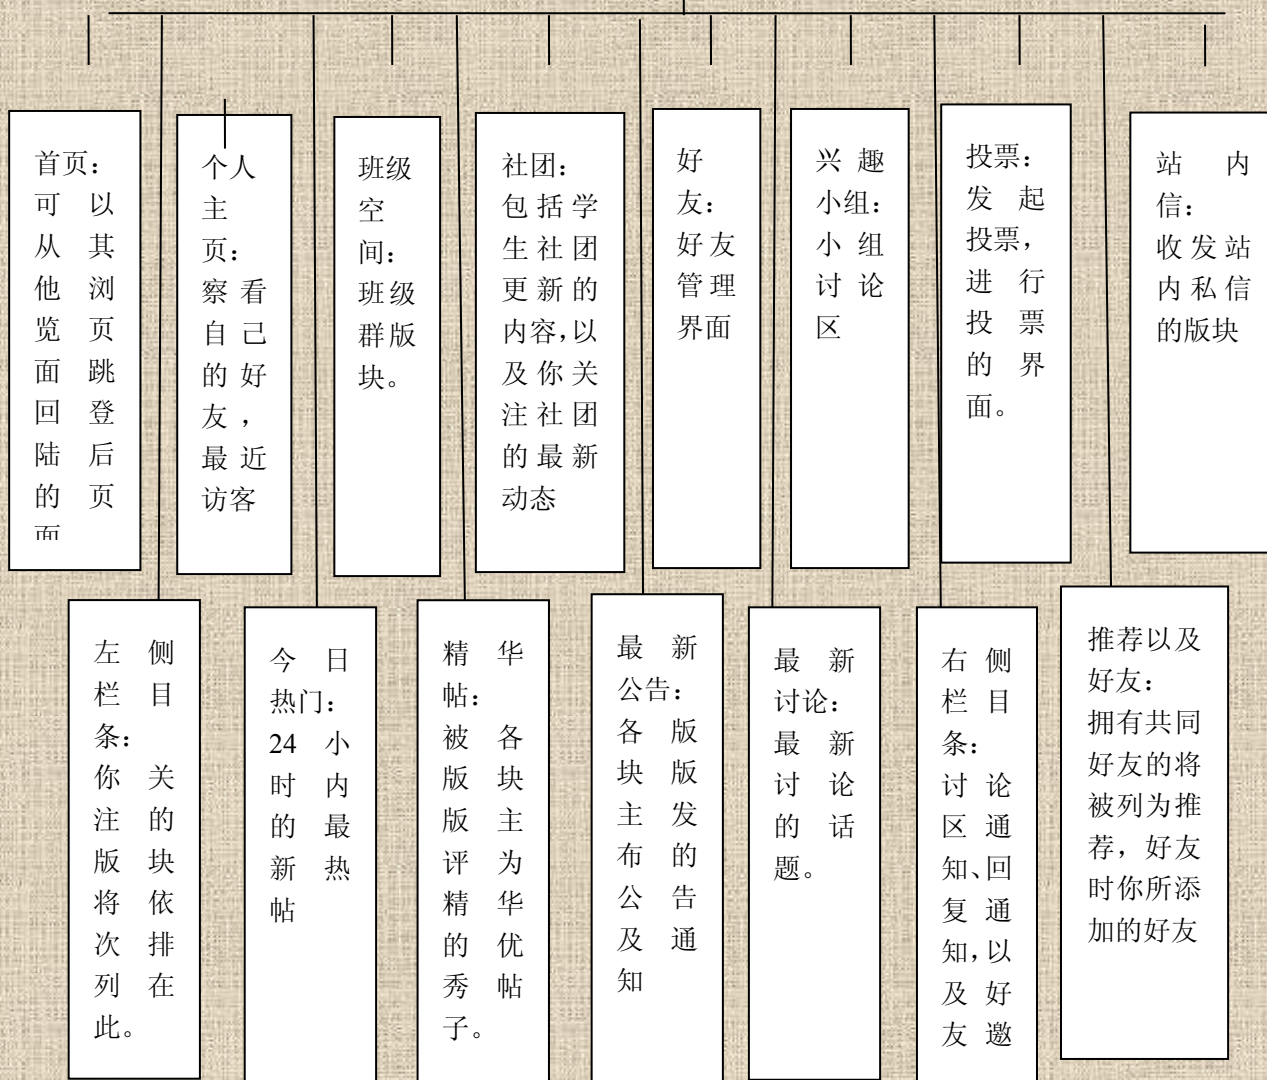 首页：
可以
从其
他浏
览页
面跳
回登
陆后
的页
面
个人
主
页：
察看
自己
的好
友，
最近
访客
班级
空
间：
班级
群版
块。
社团：
包括学
生社团
更新的
内容，以
及你关
注社团
的最新
动态
好
友：
好友
管理
界面
兴趣
小组：
小组
讨论
区
投票：
发起
投票，
进行
投票
的界
面。
站内
信：
收发站
内私信
的版块
左侧
栏目
条：
你关
注的
版块
将依
次排
列在
此。
今日
热门：
24小
时内
的最
新热
帖
精华
帖：
被各
版块
版主
评为
精华
的优
秀帖
子。
最新
公告：
各版
块版
主发
布的
公告
及通
知
最新
讨论：
最新
讨论
的话
题。
右侧
栏目
条：
讨论
区通
知、回
复通
知，以
及好
友邀
推荐以及
好友：
拥有共同
好友的将
被列为推
荐，好友
时你所添
加的好友